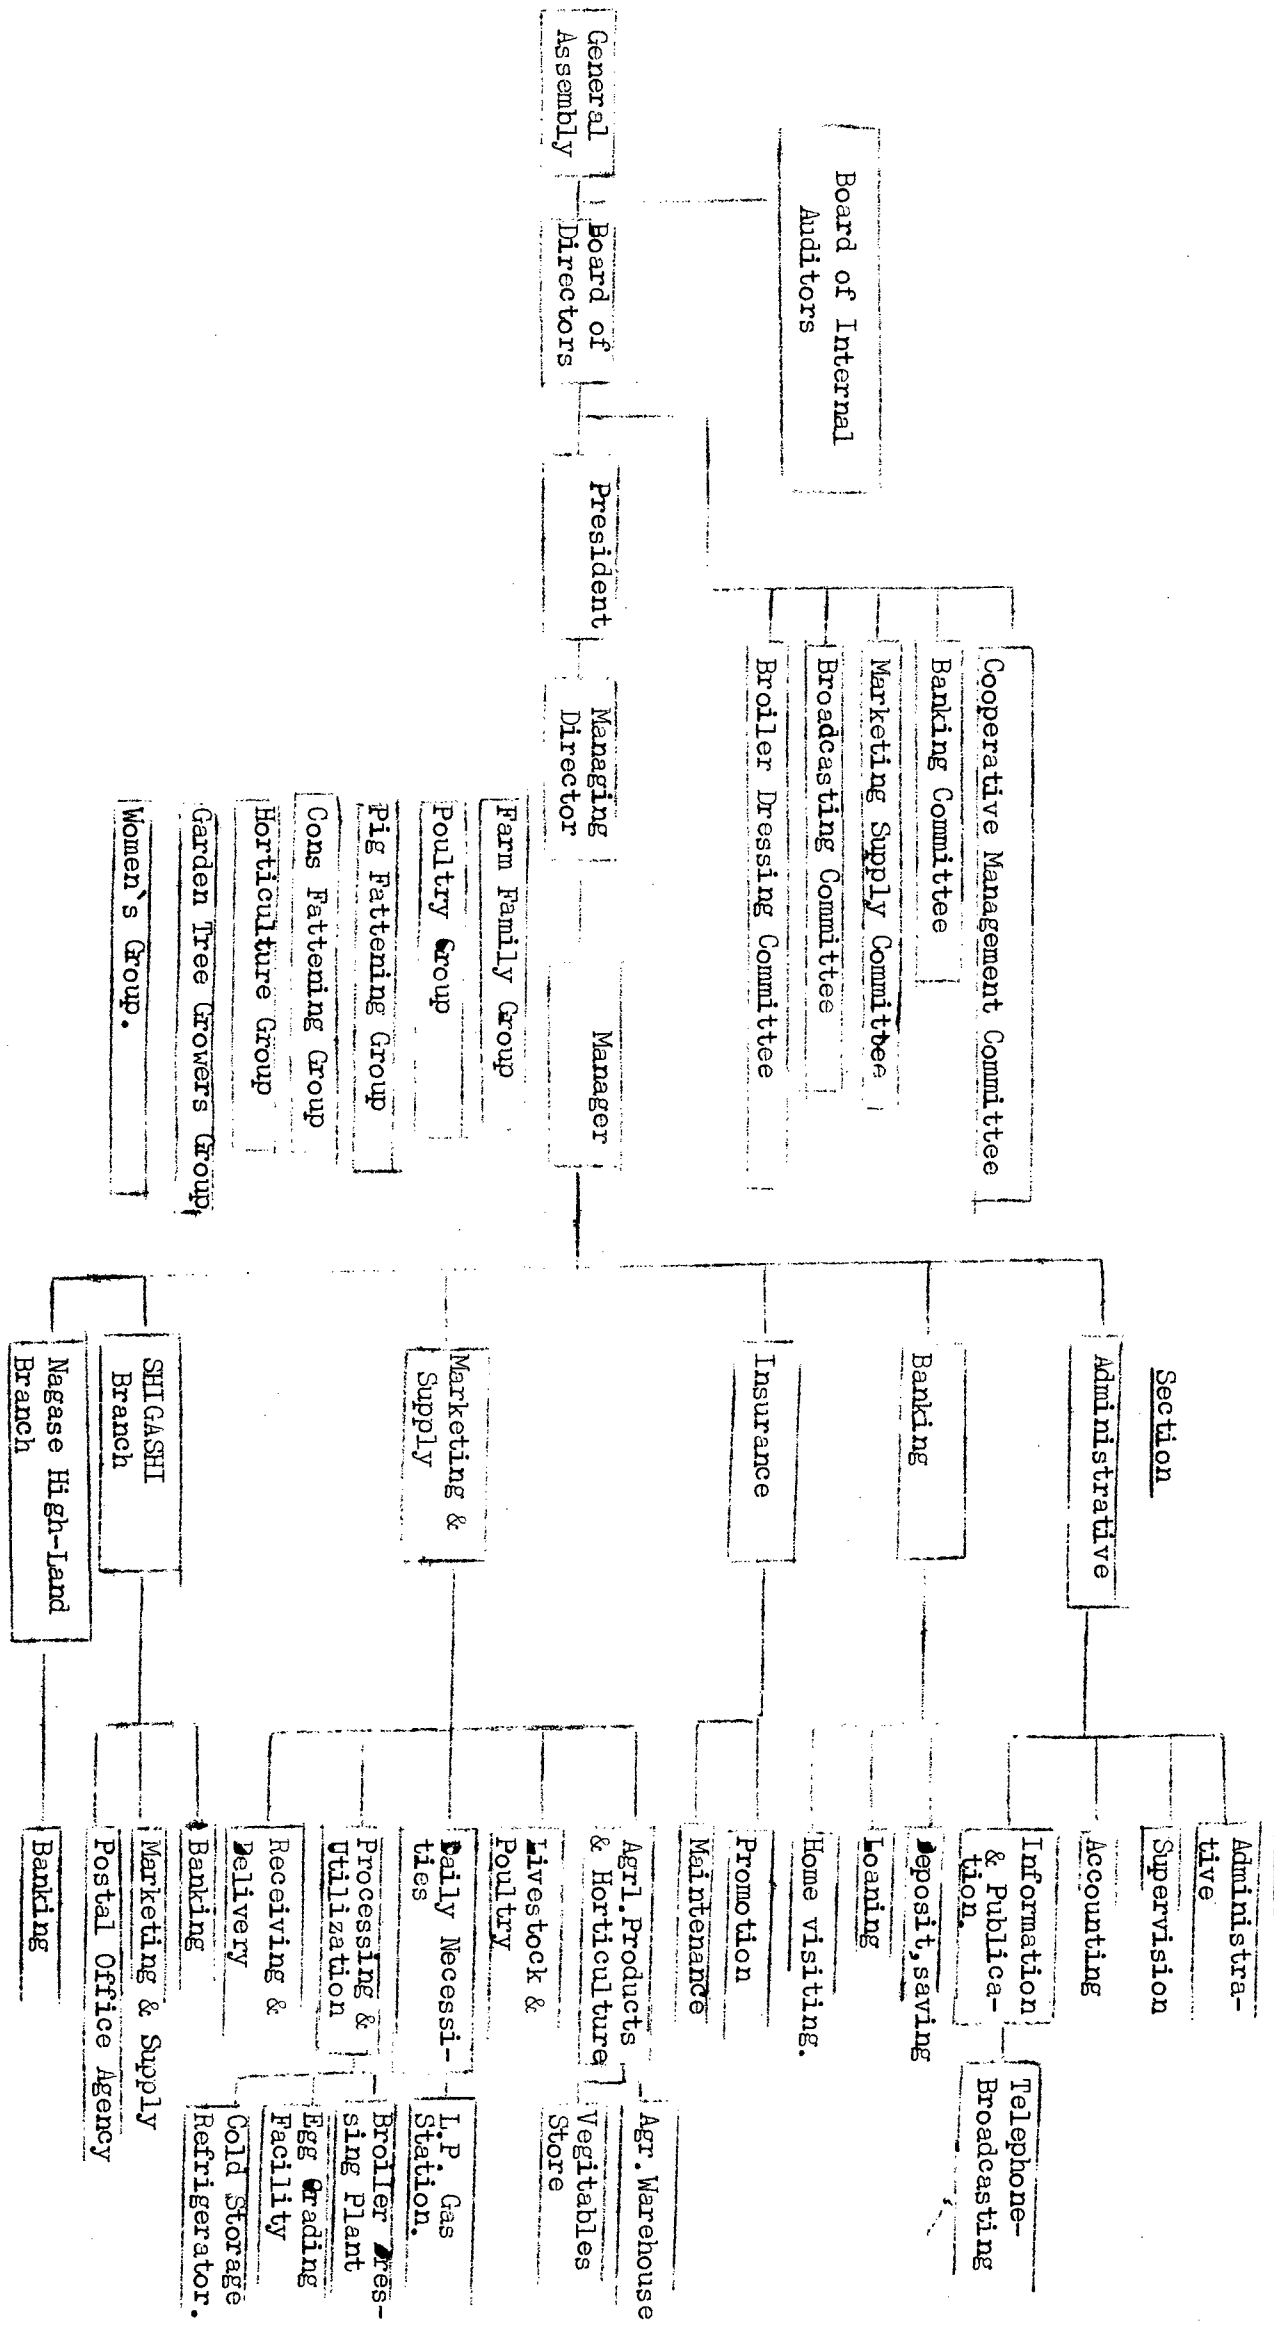 Board of Internal
Auditors
General
Assembly
Board of
Directors
President
Managing
Director
Manager
Cooperative Management Committee
Banking Committee
Marketing Supply Committee
Broadcasting Committee
Broiler Dressing Committee
Farm Family Group
Poultry Group
Pig Fattening Group
Cons Fattening Group
Horticulture Group
Garden Tree Growers Group
Women's Group.
Section
Administrative
Banking
Insurance
Marketing &
Supply
SHIGASHI
Branch
Nagase High-Land
Branch
Administra-
tive
Supervision
Accounting
Information
& Publica-
tion.
Telephone-
Broadcasting
Deposit,saving
Loaning
Home visiting.
Promotion
Maintenance
Agrl.Products
& Horticulture
Agr.Warehouse
Vegitables
Store
Livestock &
Poultry
Daily Necessi-
ties
L.P. Gas
Station.
Processing &
Utilization
Broiler Dres-
sing Plant
Egg Grading
Facility
Cold Storage
Refrigerator.
Receiving &
Delivery
Banking
Marketing & Supply
Postal Office Agency
Banking